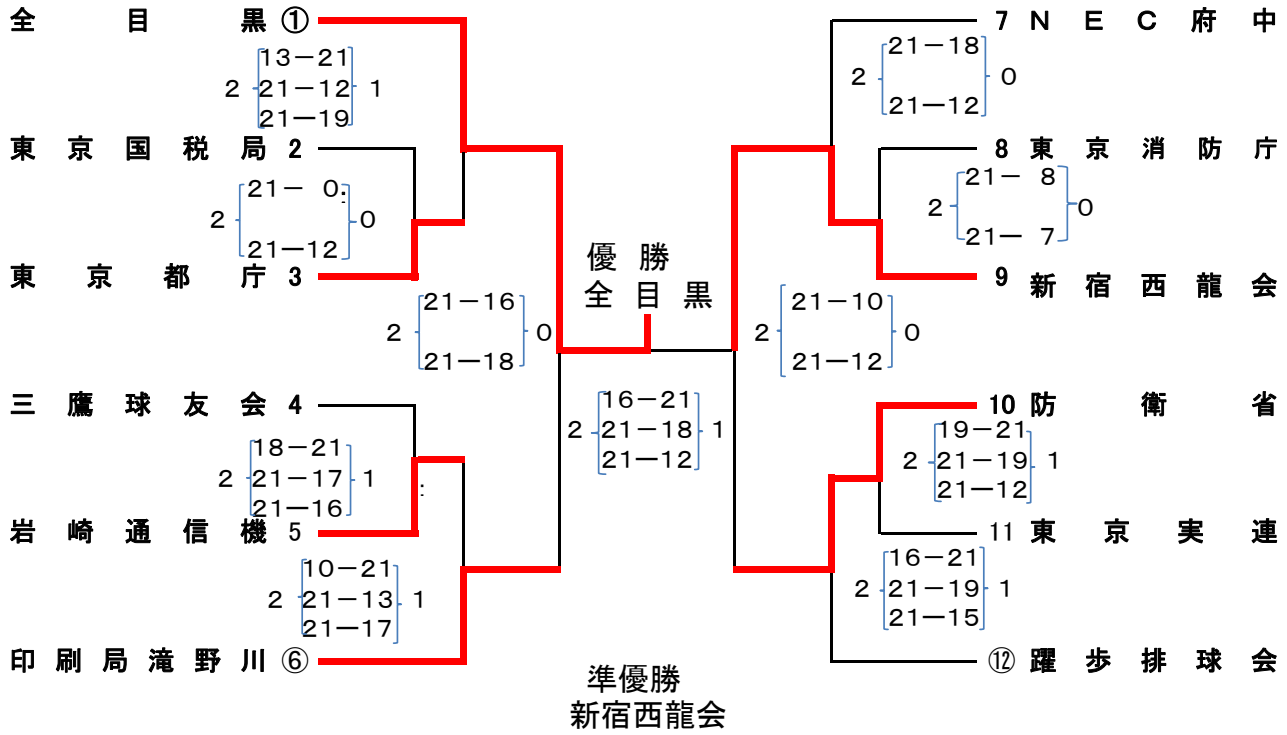 全目黒 ①
13－21
2 21－12 1
21－19
東京国税局 2
21－ 0:
2 0
21－12
東京都庁 3
21－16
2 0
21－18
三鷹球友会 4
18－21
2 21－17 1
21－16
:
岩崎通信機 5
10－21
2 21－13 1
21－17
印刷局滝野川 ⑥
優勝
全目黒
16－21
2 21－18 1
21－12
準優勝
新宿西龍会
7 NEC府中
21－18
2 0
21－12
8 東京消防庁
21－ 8
2 0
21－ 7
9 新宿西龍会
21－10
2 0
21－12
10 防衛省
19－21
2 21－19 1
21－12
11 東京実連
16－21
2 21－19 1
21－15
⑫ 躍歩排球会